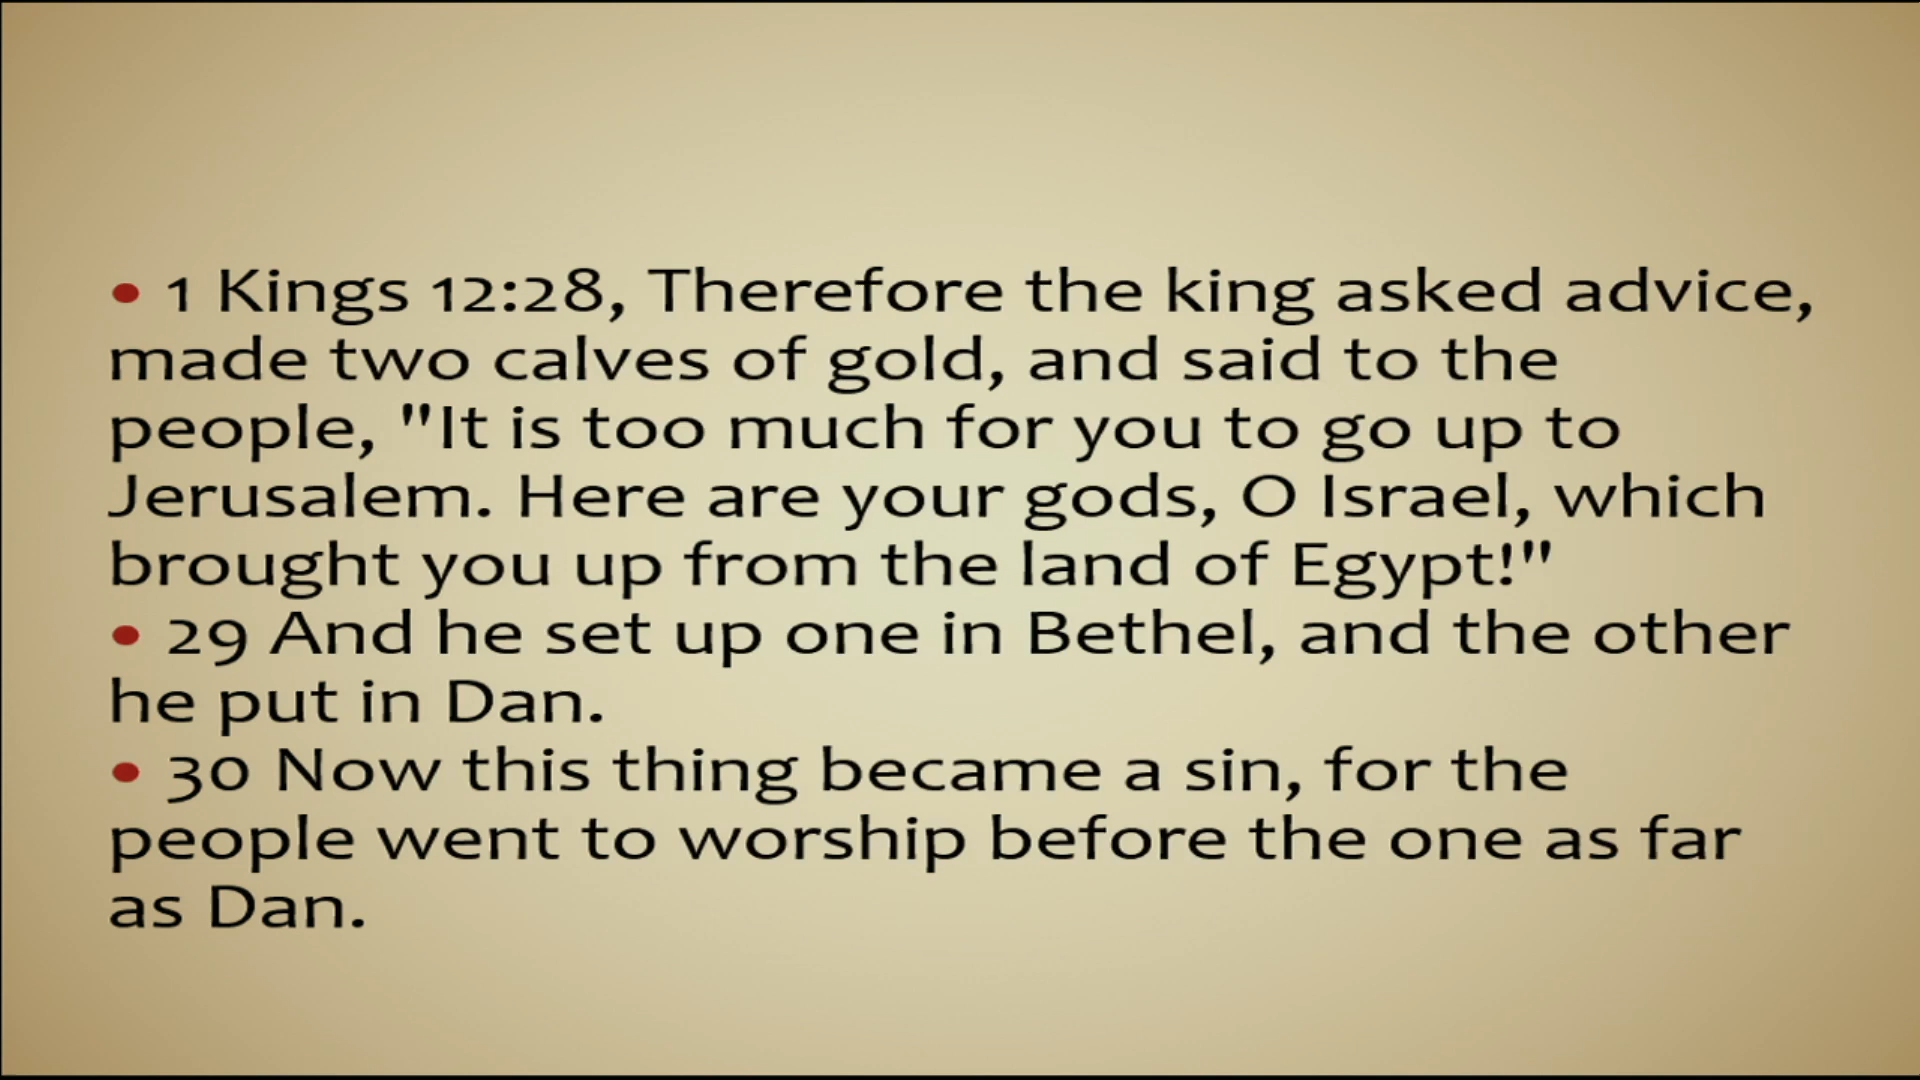 • 1 Kings 12:28, Therefore the king asked advice,
made two calves of gold, and said to the
people, "It is too much for you to go up to
Jerusalem. Here are your gods, O Israel, which
brought you up from the land of Egypt!"
• 29 And he set up one in Bethel, and the other
he put in Dan.
• 30 Now this thing became a sin, for the
people went to worship before the one as far
as Dan.